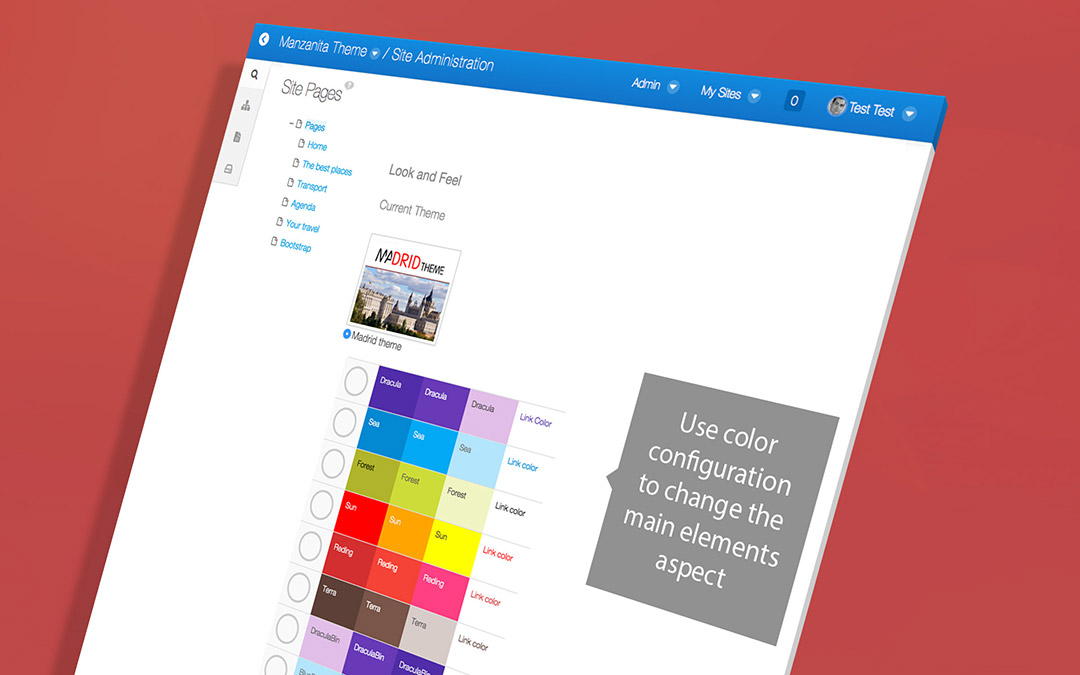 Manzanita Theme / Site Administration
Admin
My Sites
0
Test Test
Site Pages
?
Pages
Home
The best places
Transport
Agenda
Your travel
Bootstrap
Look and Feel
Current Theme
MADRID THEME
Madrid theme
Dracula Dracula Dracula Link Color
Sea Sea Sea Link color
Forest Forest Forest Link color
Sun Sun Sun Link color
Reding Reding Reding Link color
Terra Terra Terra Link color
DraculaBin DraculaBin DraculaBin
Use color
configuration
to change the
main elements
aspect